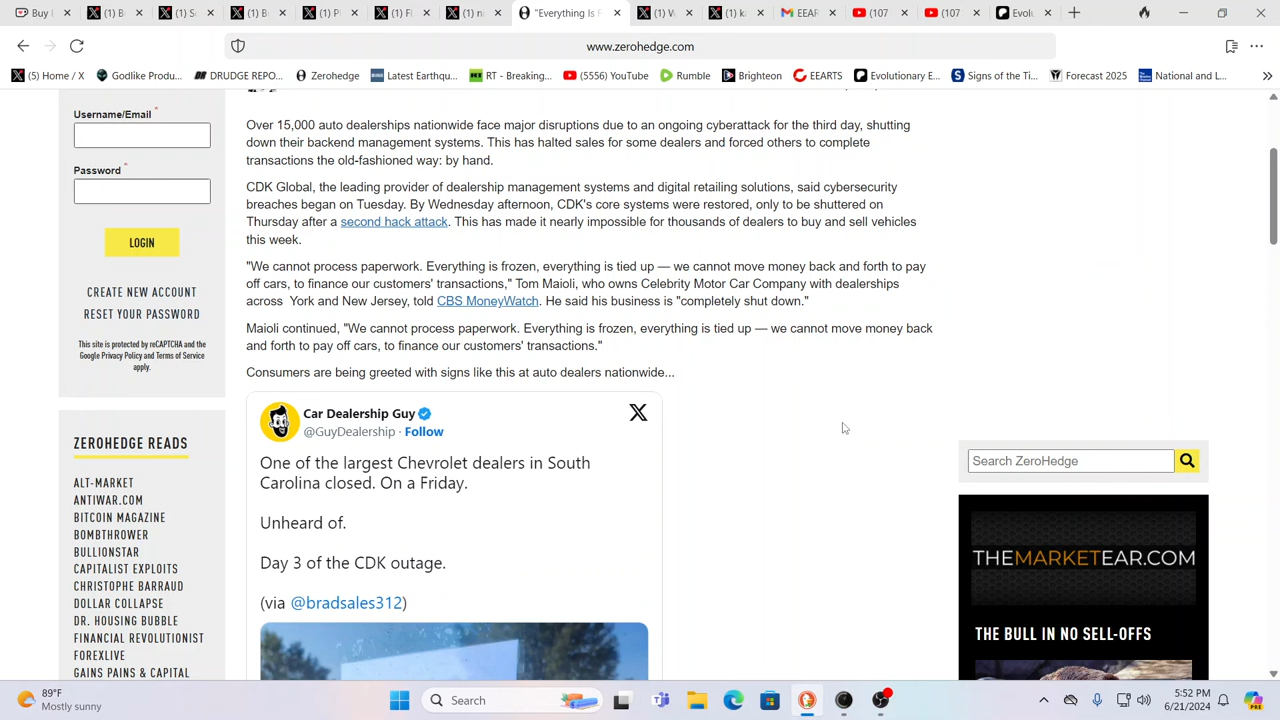 Buy I
(5)
(5) S
(1) B
(1) P
(1) F
(1) n
"Everything Is F
(1) W
(1) k
EEAR
(107
(107
Evolu
www.zerohedge.com
(5) Home / X
Godlike Produ...
DRUDGE REPO...
Zerohedge
Latest Earthqu...
RT - Breaking...
(5556) YouTube
Rumble
Brighteon
EEARTS
Evolutionary E...
Signs of the Ti...
Forecast 2025
National and L...
Username/Email *
Password *
LOGIN
CREATE NEW ACCOUNT
RESET YOUR PASSWORD
This site is protected by reCAPTCHA and the
Google Privacy Policy and Terms of Service
apply.
ZEROHEDGE READS
ALT-MARKET
ANTIWAR.COM
BITCOIN MAGAZINE
BOMBTHROWER
BULLIONSTAR
CAPITALIST EXPLOITS
CHRISTOPHE BARRAUD
DOLLAR COLLAPSE
DR. HOUSING BUBBLE
FINANCIAL REVOLUTIONIST
FOREXLIVE
GAINS PAINS & CAPITAL
Over 15,000 auto dealerships nationwide face major disruptions due to an ongoing cyberattack for the third day, shutting
down their backend management systems. This has halted sales for some dealers and forced others to complete
transactions the old-fashioned way: by hand.
CDK Global, the leading provider of dealership management systems and digital retailing solutions, said cybersecurity
breaches began on Tuesday. By Wednesday afternoon, CDK's core systems were restored, only to be shuttered on
Thursday after a second hack attack. This has made it nearly impossible for thousands of dealers to buy and sell vehicles
this week.
"We cannot process paperwork. Everything is frozen, everything is tied up — we cannot move money back and forth to pay
off cars, to finance our customers' transactions," Tom Maioli, who owns Celebrity Motor Car Company with dealerships
across York and New Jersey, told CBS MoneyWatch. He said his business is "completely shut down."
Maioli continued, "We cannot process paperwork. Everything is frozen, everything is tied up — we cannot move money back
and forth to pay off cars, to finance our customers' transactions."
Consumers are being greeted with signs like this at auto dealers nationwide...
Car Dealership Guy
@GuyDealership · Follow
One of the largest Chevrolet dealers in South
Carolina closed. On a Friday.
Unheard of.
Day 3 of the CDK outage.
(via @bradsales312)
Search ZeroHedge
THEMARKETEAR.COM
THE BULL IN NO SELL-OFFS
89°F
Mostly sunny
Search
5:52 PM
6/21/2024